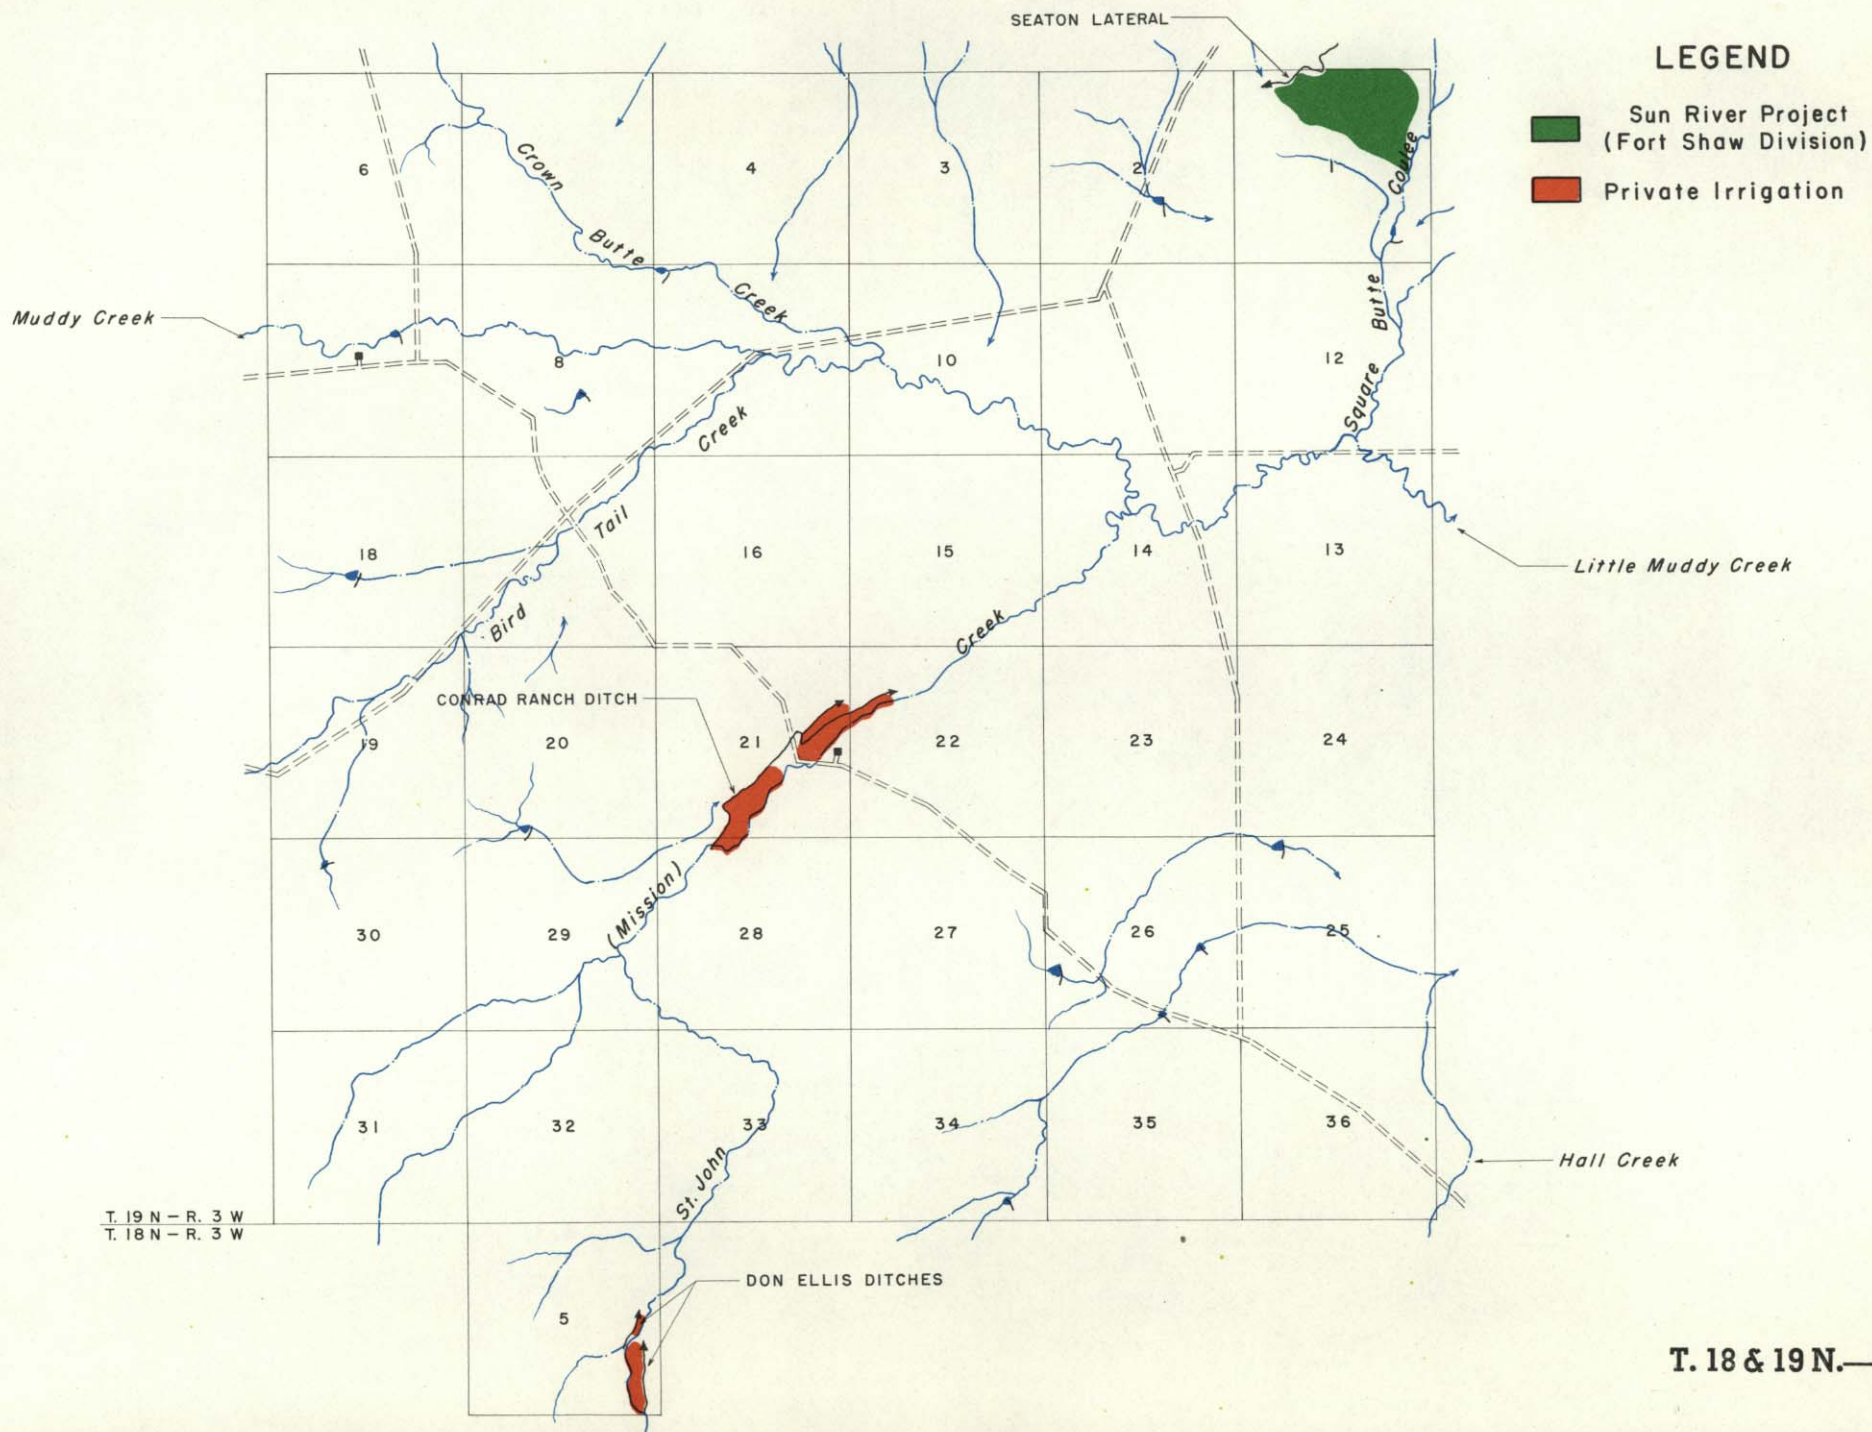 SEATON LATERAL
LEGEND
Sun River Project
(Fort Shaw Division)
Private Irrigation
6
4
3
2
1
Crown
Butte
Creek
Coulee
Butte
Square
Muddy Creek
8
10
12
Creek
Tail
Bird
18
16
15
14
13
Little Muddy Creek
Creek
CONRAD RANCH DITCH
19
20
21
22
23
24
(Mission)
30
29
28
27
26
25
31
32
33
34
35
36
St. John
Hall Creek
T. 19 N – R. 3 W
T. 18 N – R. 3 W
DON ELLIS DITCHES
5
T. 18 & 19 N.—